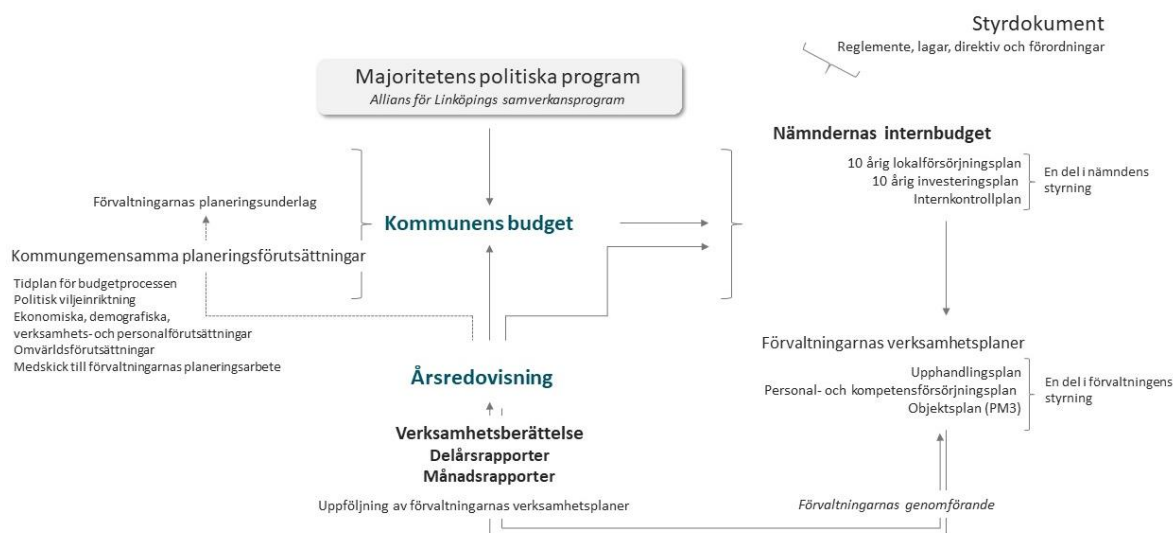 Styrdokument
Reglemente, lagar, direktiv och förordningar
Majoritetens politiska program
Allians för Linköpings samverkansprogram
Nämndernas internbudget
10 årig lokalförsörjningsplan
10 årig investeringsplan
Internkontrollplan
En del i nämndens
styrning
Förvaltningarnas planeringsunderlag
Kommunens budget
Kommungemensamma planeringsförutsättningar
Tidplan för budgetprocessen
Politisk viljeinriktning
Ekonomiska, demografiska,
verksamhets- och personalförutsättningar
Omvärldsförutsättningar
Medskick till förvaltningarnas planeringsarbete
Förvaltningarnas verksamhetsplaner
Upphandlingsplan
Personal- och kompetensförsörjningsplan
Objektsplan (PM3)
En del i förvaltningens
styrning
Årsredovisning
Verksamhetsberättelse
Delårsrapporter
Månadsrapporter
Uppföljning av förvaltningarnas verksamhetsplaner
Förvaltningarnas genomförande